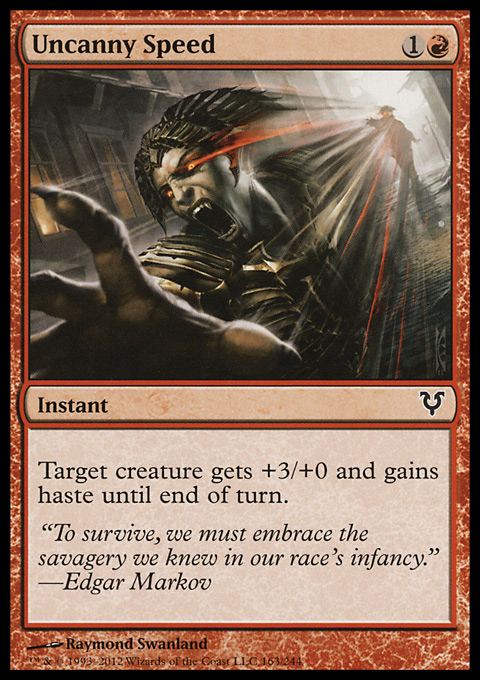 Uncanny Speed 1
Instant
Target creature gets +3/+0 and gains
haste until end of turn.
“To survive, we must embrace the
savagery we knew in our race’s infancy.”
—Edgar Markov
Raymond Swanland
™ & © 1993–2012 Wizards of the Coast LLC 163/244